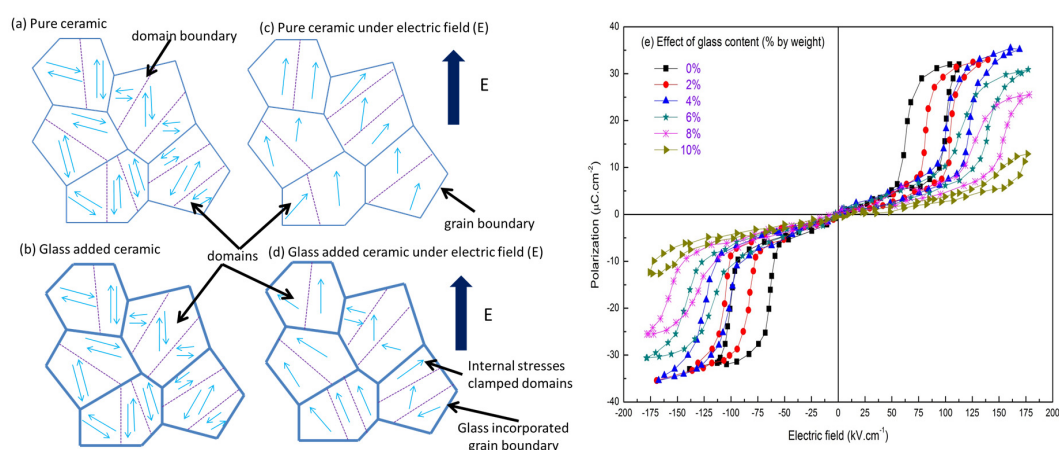 (a) Pure ceramic
domain boundary
(c) Pure ceramic under electric field (E)
E
grain boundary
domains
(b) Glass added ceramic
(d) Glass added ceramic under electric field (E)
E
Internal stresses
clamped domains
Glass incorporated
grain boundary
(e) Effect of glass content (% by weight)
0%
2%
4%
6%
8%
10%
Polarization (μC.cm⁻²)
40
30
20
10
0
-10
-20
-30
-40
-200 -175 -150 -125 -100 -75 -50 -25 0 25 50 75 100 125 150 175 200
Electric field (kV.cm⁻¹)